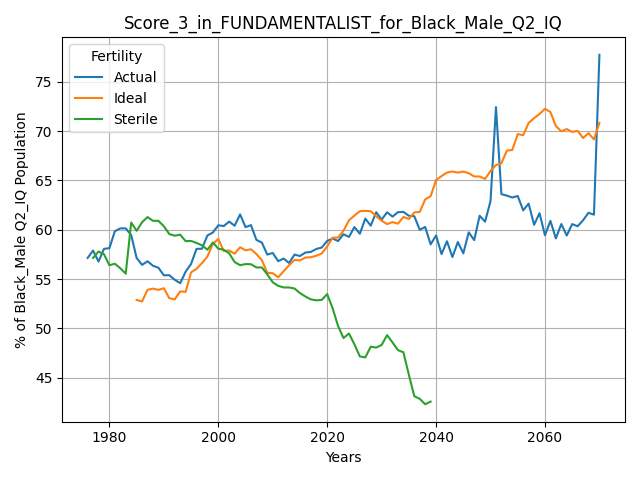 Score_3_in_FUNDAMENTALIST_for_Black_Male_Q2_IQ
Fertility
Actual
Ideal
Sterile
% of Black_Male Q2_IQ Population
75
70
65
60
55
50
45
1980
2000
2020
2040
2060
Years